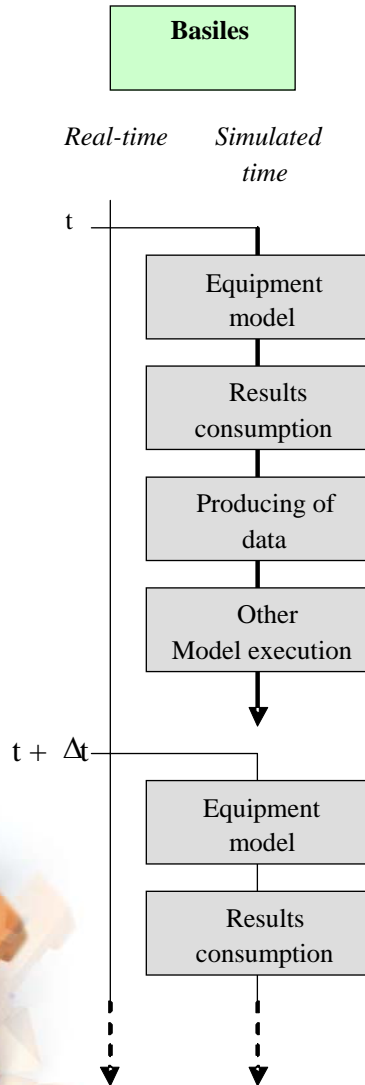 Basiles
Real-time Simulated
time
t
Equipment
model
Results
consumption
Producing of
data
Other
Model execution
t + Δt
Equipment
model
Results
consumption